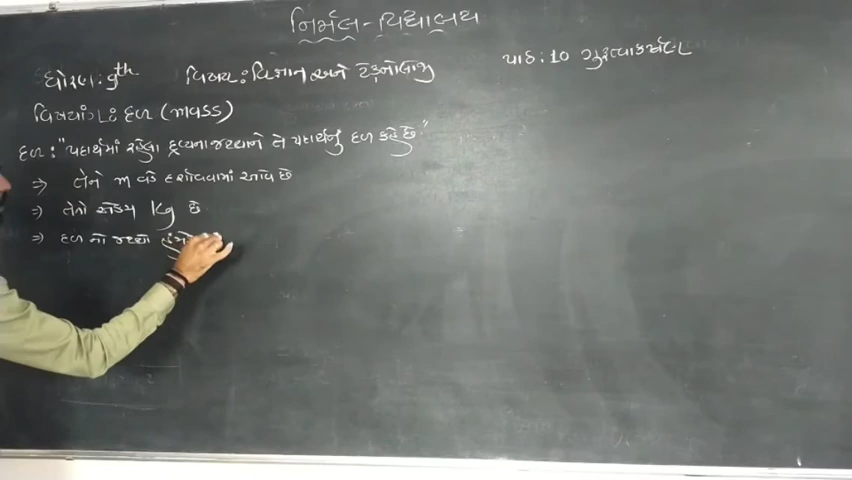 નિર્મલ-વિદ્યાલય
ધોરણ: 9th વિષય: વિજ્ઞાન અને ટેકનોલોજી પાઠ: 10 ગુરુત્વાકર્ષણ
વિષયાંગ: દળ (MASS)
દળ: "પદાર્થમાં રહેલા દ્રવ્યના જથ્થાને તે પદાર્થનું દળ કહે છે"
⇒ તેને m વડે દર્શાવવામાં આવે છે
⇒ તેનો એકમ Kg છે
⇒ દળ નો જથ્થો